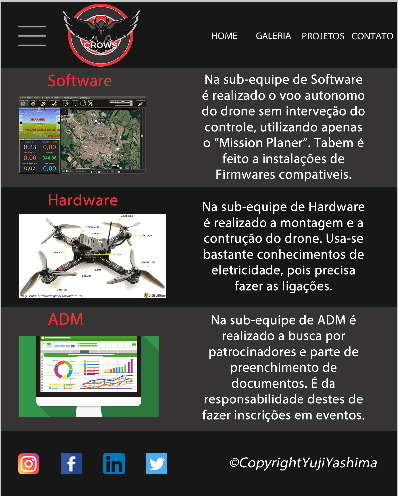 CROWS
HOME GALERIA PROJETOS CONTATO
Software
Na sub-equipe de Software
é realizado o voo autonomo
do drone sem interveção do
controle, utilizando apenas
o "Mission Planer". Tabem é
feito a instalações de
Firmwares compativeis.
Hardware
Na sub-equipe de Hardware
é realizado a montagem e a
contrução do drone. Usa-se
bastante conhecimentos de
eletricidade, pois precisa
fazer as ligações.
ADM
Na sub-equipe de ADM é
realizado a busca por
patrocinadores e parte de
preenchimento de
documentos. É da
responsabilidade destes de
fazer inscrições em eventos.
©CopyrightYujiYashima